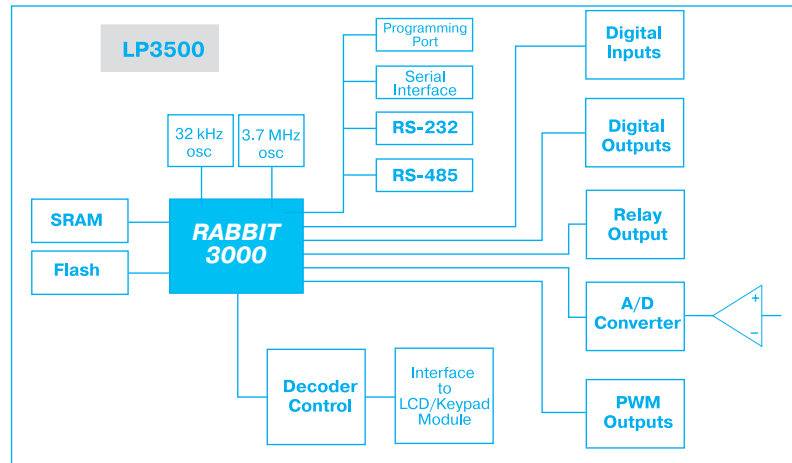 LP3500
Programming
Port
Serial
Interface
RS-232
RS-485
32 kHz
osc
3.7 MHz
osc
SRAM
Flash
RABBIT
3000
Digital
Inputs
Digital
Outputs
Relay
Output
A/D
Converter
+
−
PWM
Outputs
Decoder
Control
Interface
to
LCD/Keypad
Module